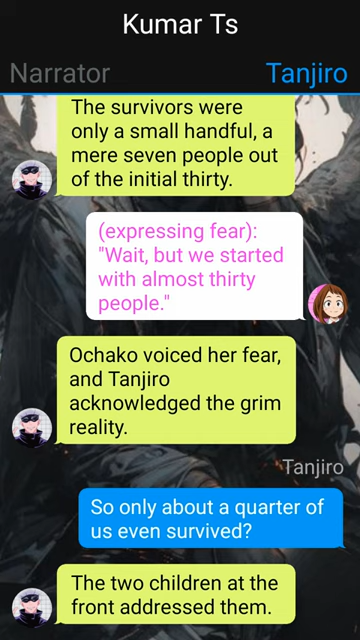 Kumar Ts
Narrator
Tanjiro
The survivors were
only a small handful, a
mere seven people out
of the initial thirty.
(expressing fear):
"Wait, but we started
with almost thirty
people."
Ochako voiced her fear,
and Tanjiro
acknowledged the grim
reality.
Tanjiro
So only about a quarter of
us even survived?
The two children at the
front addressed them.